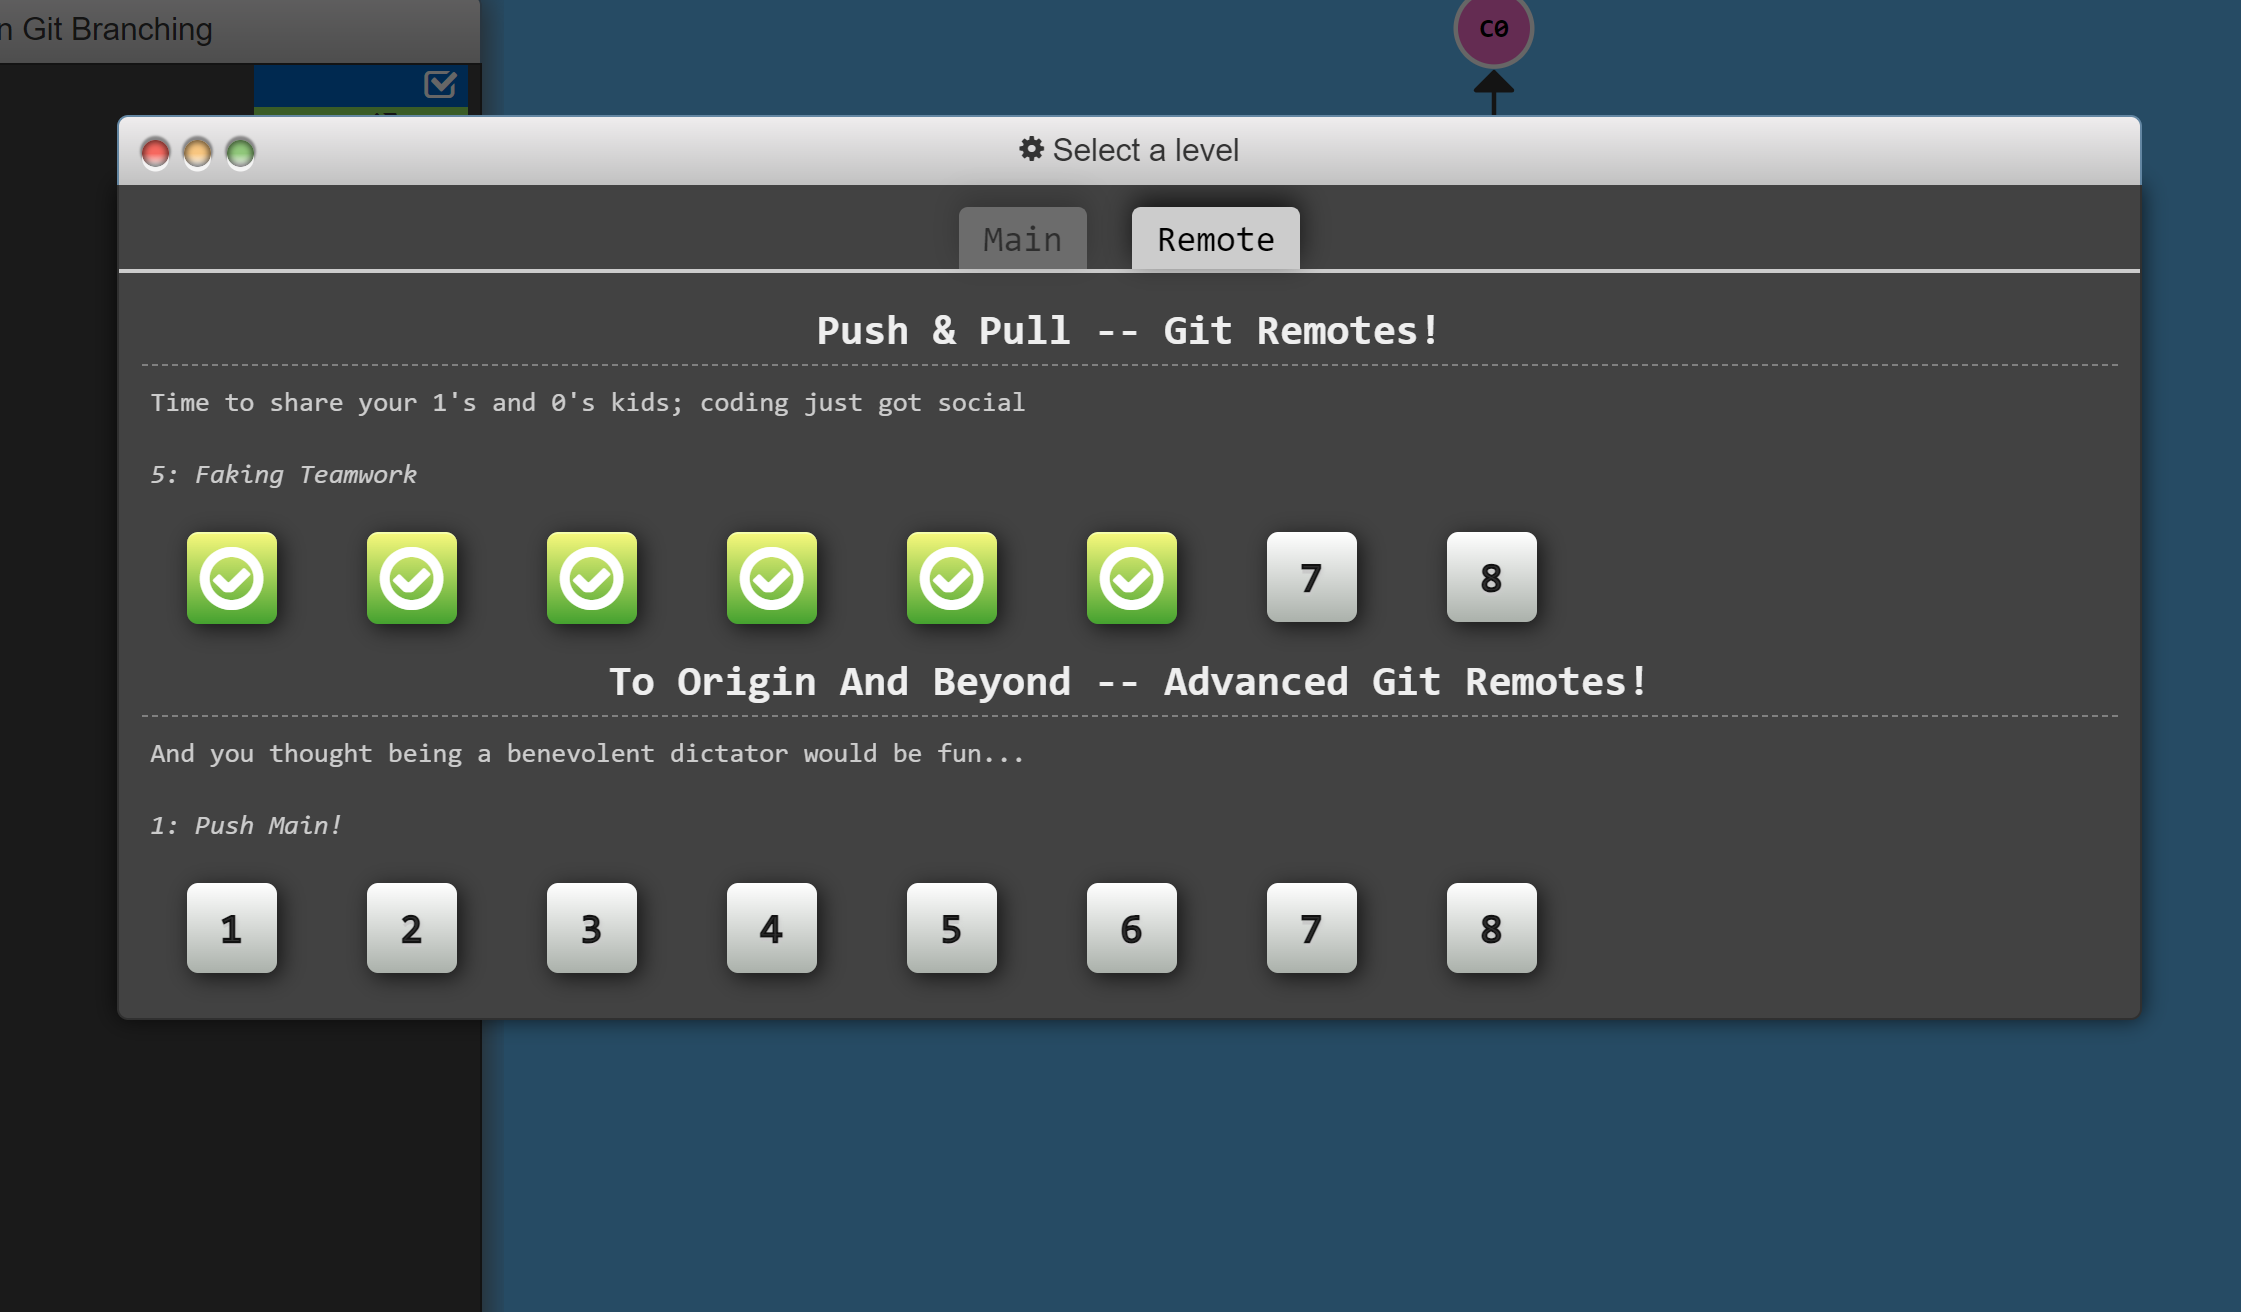 n Git Branching
C0
Select a level
Main
Remote
Push & Pull -- Git Remotes!
Time to share your 1's and 0's kids; coding just got social
5: Faking Teamwork
7
8
To Origin And Beyond -- Advanced Git Remotes!
And you thought being a benevolent dictator would be fun...
1: Push Main!
1
2
3
4
5
6
7
8